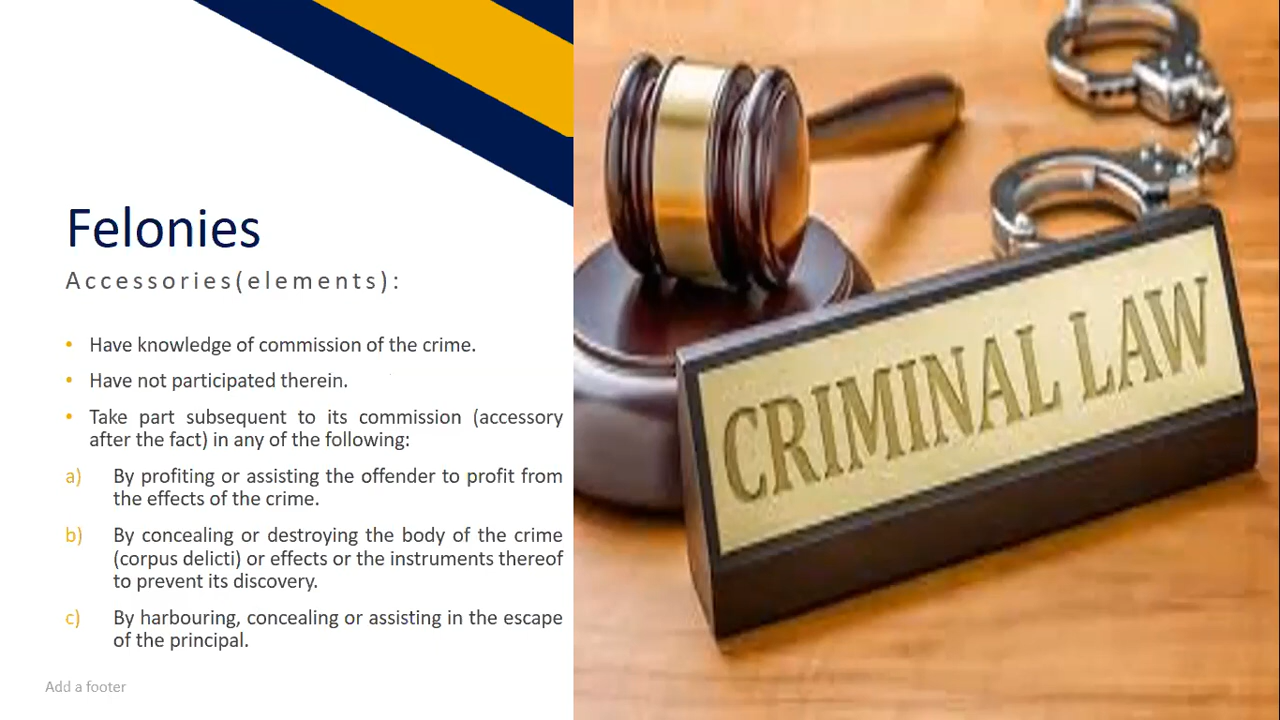 Felonies
Accessories(elements):
• Have knowledge of commission of the crime.
• Have not participated therein.
• Take part subsequent to its commission (accessory
after the fact) in any of the following:
a) By profiting or assisting the offender to profit from
the effects of the crime.
b) By concealing or destroying the body of the crime
(corpus delicti) or effects or the instruments thereof
to prevent its discovery.
c) By harbouring, concealing or assisting in the escape
of the principal.
Add a footer
CRIMINAL LAW